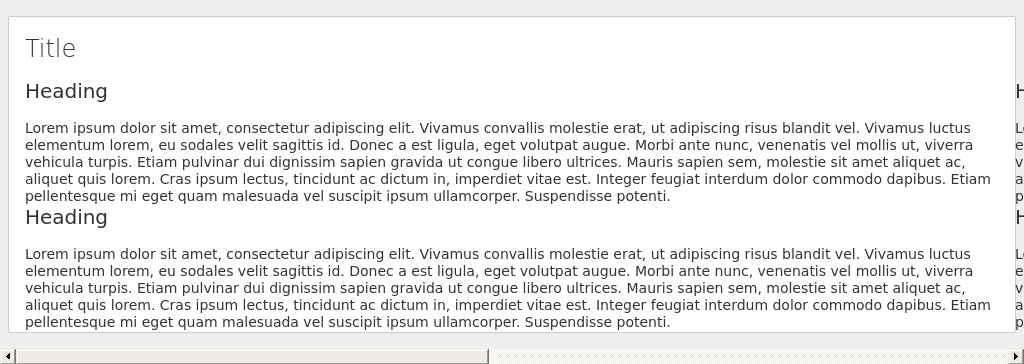 Title
Heading
Lorem ipsum dolor sit amet, consectetur adipiscing elit. Vivamus convallis molestie erat, ut adipiscing risus blandit vel. Vivamus luctus
elementum lorem, eu sodales velit sagittis id. Donec a est ligula, eget volutpat augue. Morbi ante nunc, venenatis vel mollis ut, viverra
vehicula turpis. Etiam pulvinar dui dignissim sapien gravida ut congue libero ultrices. Mauris sapien sem, molestie sit amet aliquet ac,
aliquet quis lorem. Cras ipsum lectus, tincidunt ac dictum in, imperdiet vitae est. Integer feugiat interdum dolor commodo dapibus. Etiam
pellentesque mi eget quam malesuada vel suscipit ipsum ullamcorper. Suspendisse potenti.
Heading
Lorem ipsum dolor sit amet, consectetur adipiscing elit. Vivamus convallis molestie erat, ut adipiscing risus blandit vel. Vivamus luctus
elementum lorem, eu sodales velit sagittis id. Donec a est ligula, eget volutpat augue. Morbi ante nunc, venenatis vel mollis ut, viverra
vehicula turpis. Etiam pulvinar dui dignissim sapien gravida ut congue libero ultrices. Mauris sapien sem, molestie sit amet aliquet ac,
aliquet quis lorem. Cras ipsum lectus, tincidunt ac dictum in, imperdiet vitae est. Integer feugiat interdum dolor commodo dapibus. Etiam
pellentesque mi eget quam malesuada vel suscipit ipsum ullamcorper. Suspendisse potenti.